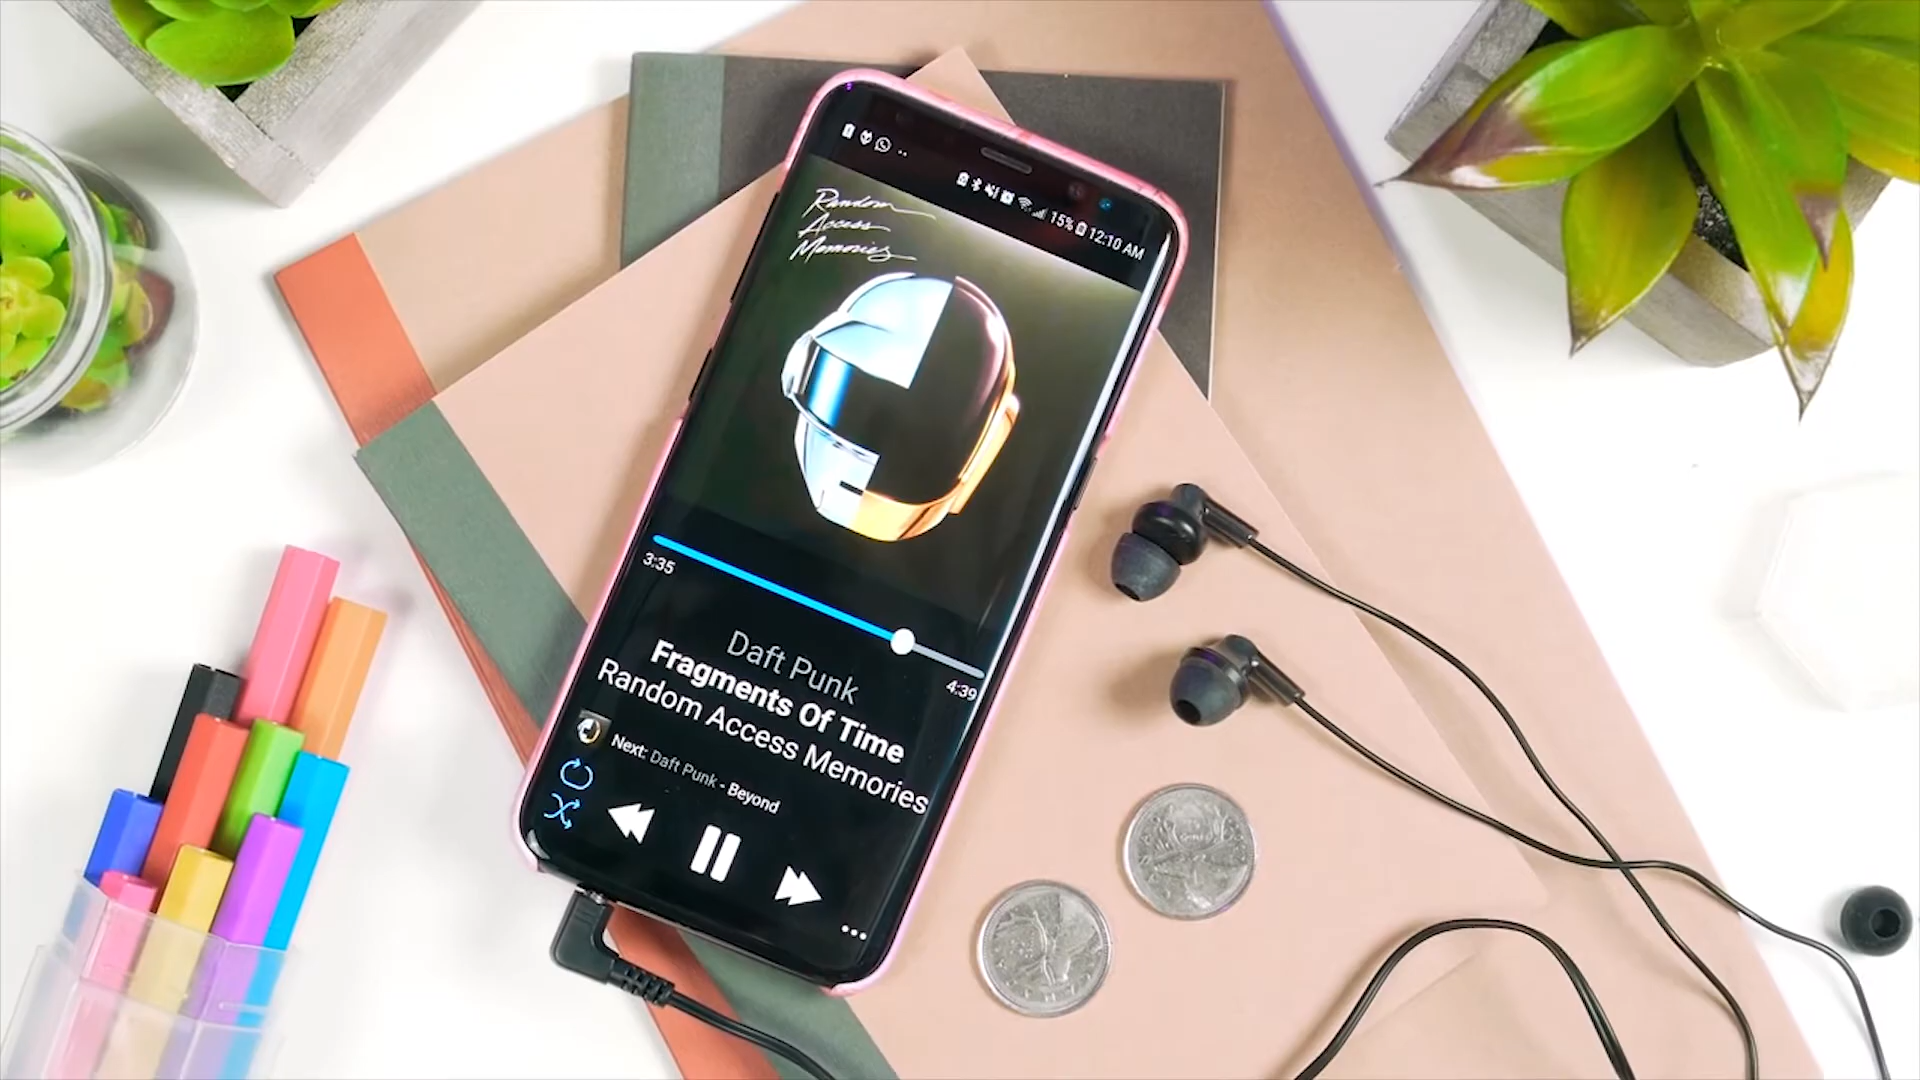 15% 12:10 AM
Random
Access
Memories
3:35
4:39
Daft Punk
Fragments Of Time
Random Access Memories
Next: Daft Punk - Beyond